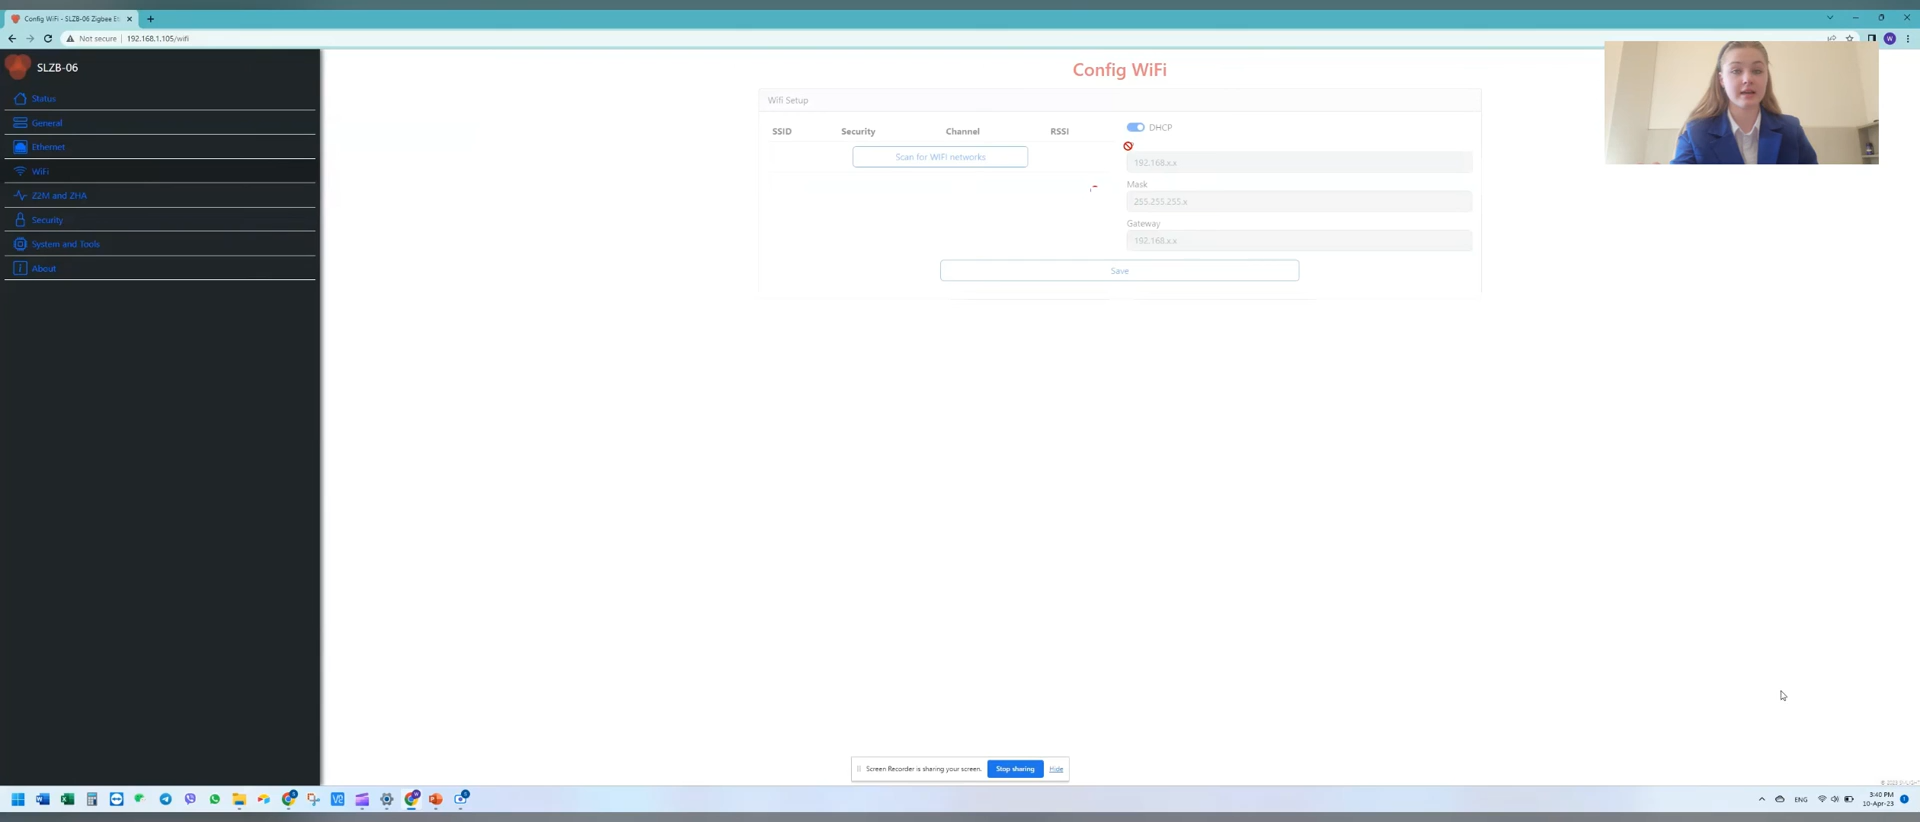 Config WiFi - SLZB-06 Zigbee Et
Not secure | 192.168.1.105/wifi
SLZB-06
Status
General
Ethernet
WiFi
Z2M and ZHA
Security
System and Tools
About
Config WiFi
Wifi Setup
SSID Security Channel RSSI
Scan for WIFI networks
DHCP
192.168.x.x
Mask
255.255.255.x
Gateway
192.168.x.x
Save
Screen Recorder is sharing your screen. Stop sharing Hide
ENG
3:40 PM
10-Apr-23